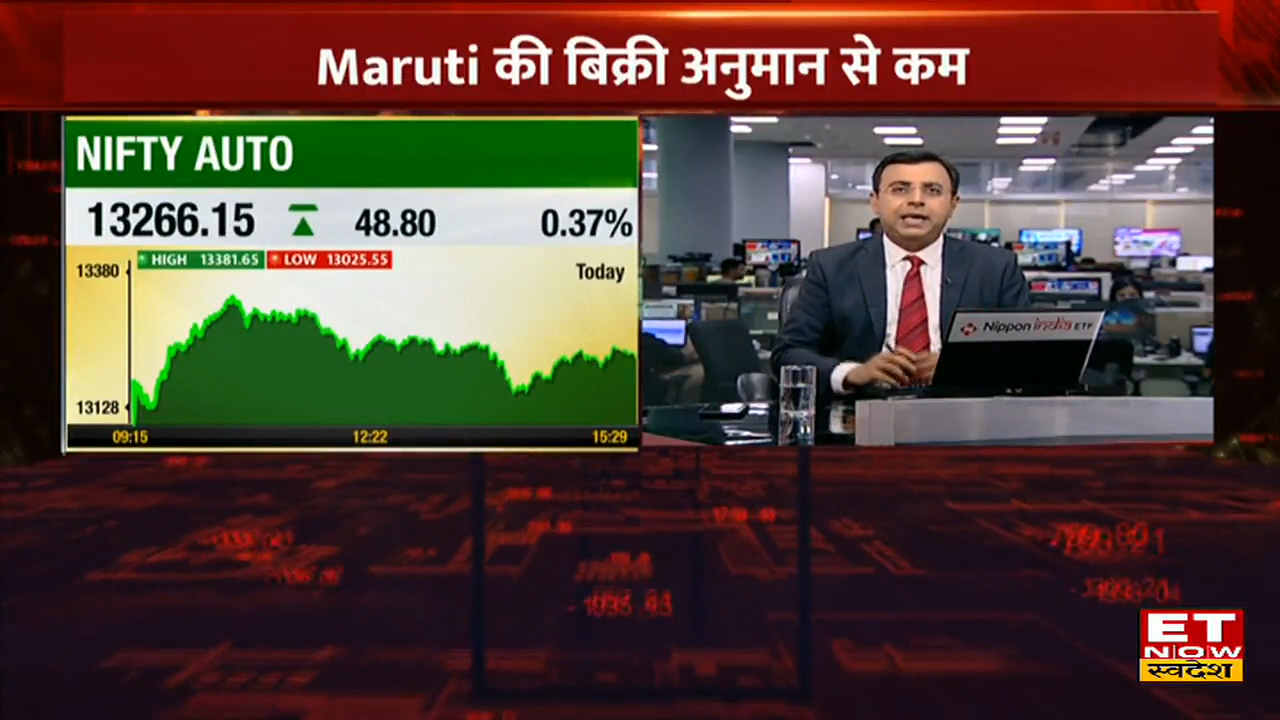 Maruti की बिक्री अनुमान से कम
NIFTY AUTO
13266.15 48.80 0.37%
HIGH 13381.65 LOW 13025.55
Today
13380
13128
09:15 12:22 15:29
Nippon india ETF
ET
NOW
स्वदेश